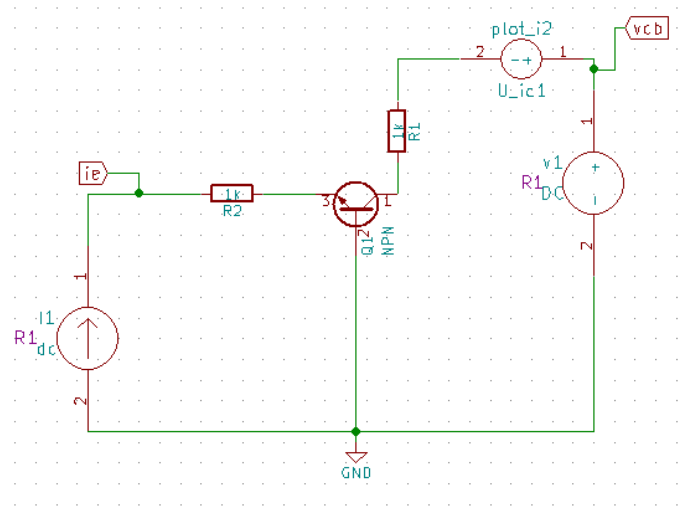 plot_i2
vcb
2
-+
1
U_ic1
1k
R1
1
v1
+
R1
DC
-
2
ie
1k
R2
3
1
2
Q1
NPN
1
I1
R1
dc
2
GND